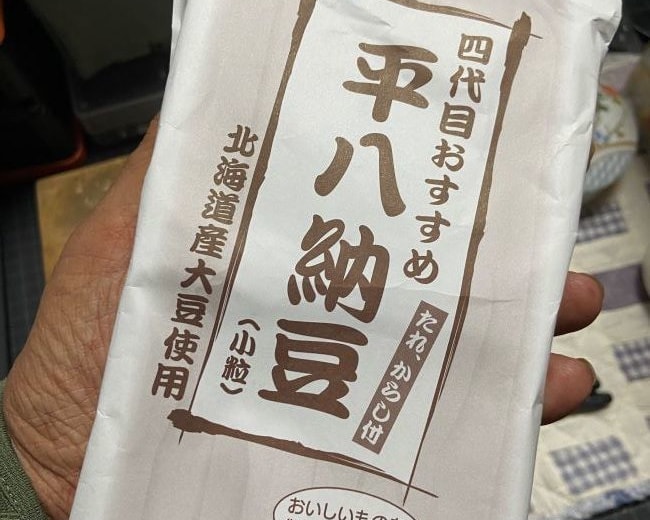 四代目おすすめ
平八納豆
たれ、からし付
(小粒)
北海道産大豆使用
おいしいもの